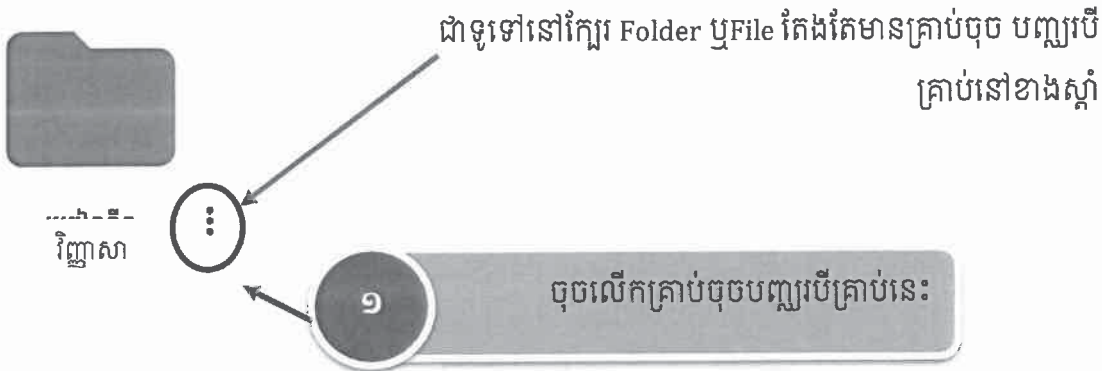 ជាទូទៅនៅក្បែរ Folder ឬFile តែងតែមានគ្រាប់ចុច បញ្ឈរបី
គ្រាប់នៅខាងស្តាំ
វិញ្ញាសា
១
ចុចលើកគ្រាប់ចុចបញ្ឈរបីគ្រាប់នេះ